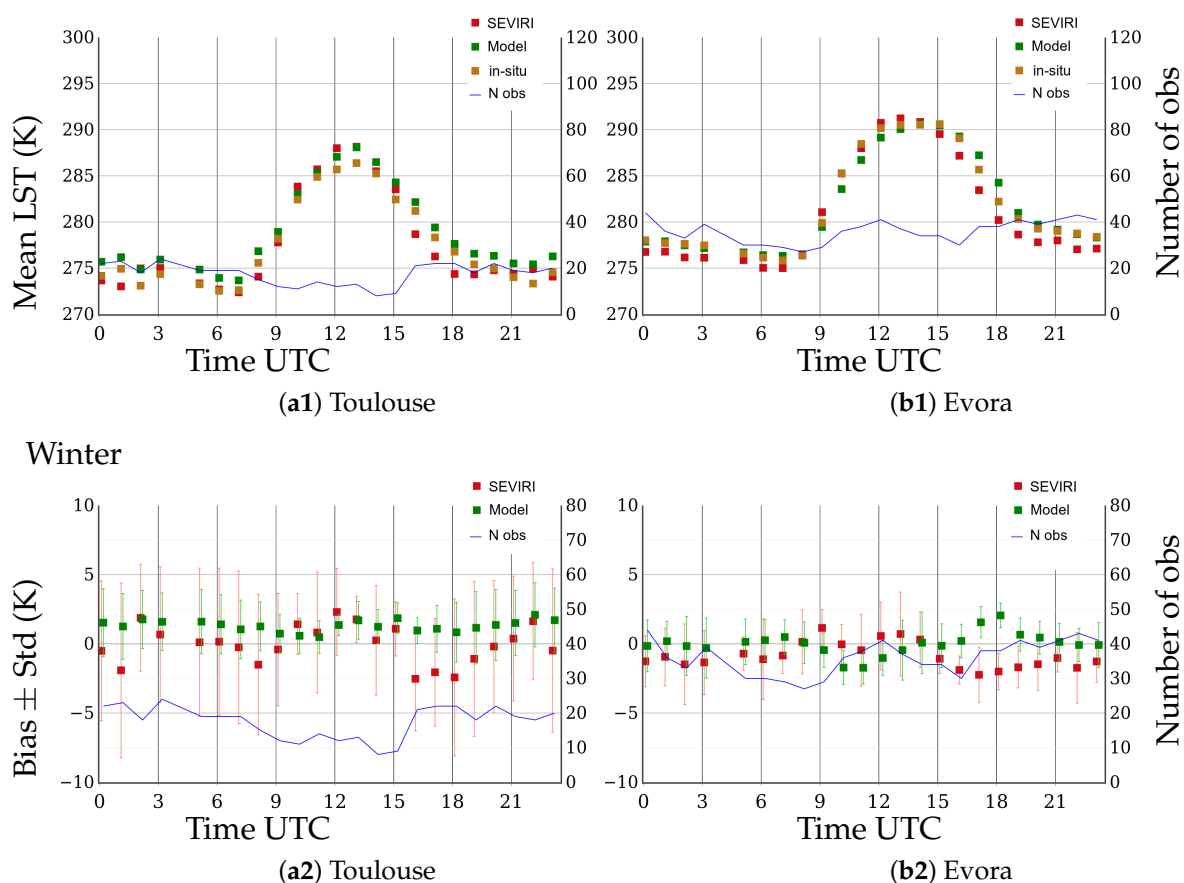 SEVIRI
Model
in-situ
N obs
300
295
290
285
280
275
270
120
100
80
60
40
20
0
0 3 6 9 12 15 18 21
Mean LST (K)
Time UTC
(a1) Toulouse
SEVIRI
Model
in-situ
N obs
300
295
290
285
280
275
270
120
100
80
60
40
20
0
0 3 6 9 12 15 18 21
Number of obs
Time UTC
(b1) Evora
Winter
SEVIRI
Model
N obs
10
5
0
−5
−10
80
70
60
50
40
30
20
10
0
0 3 6 9 12 15 18 21
Bias ± Std (K)
Time UTC
(a2) Toulouse
SEVIRI
Model
N obs
10
5
0
−5
−10
80
70
60
50
40
30
20
10
0
0 3 6 9 12 15 18 21
Number of obs
Time UTC
(b2) Evora